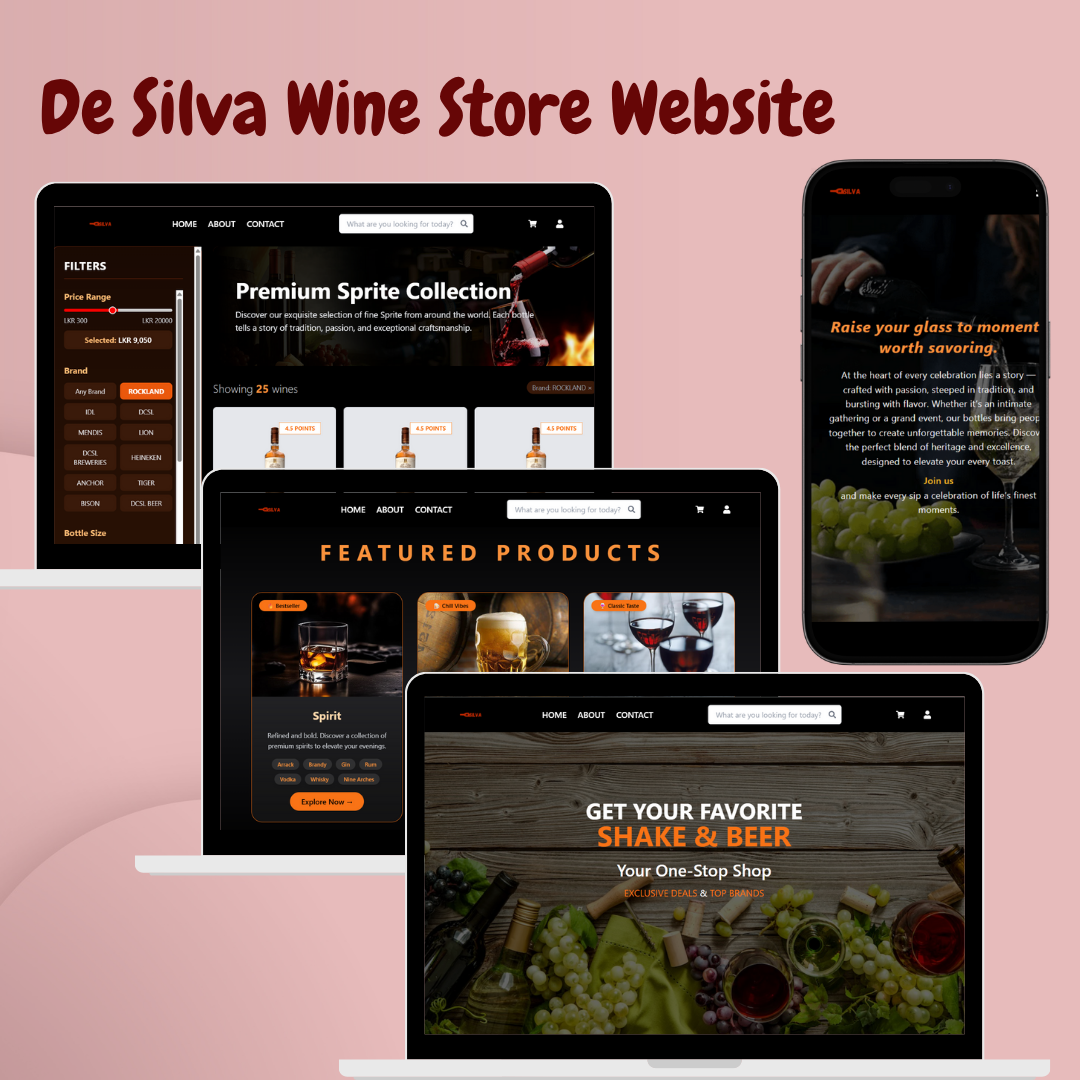 De Silva Wine Store Website
SILVA
HOME ABOUT CONTACT
What are you looking for today?
FILTERS
Price Range
LKR 300 LKR 20000
Selected: LKR 9,050
Brand
Any Brand ROCKLAND
IDL DCSL
MENDIS LION
DCSL BREWERIES HEINEKEN
ANCHOR TIGER
BISON DCSL BEER
Bottle Size
Premium Sprite Collection
Discover our exquisite selection of fine Sprite from around the world. Each bottle
tells a story of tradition, passion, and exceptional craftsmanship.
Showing 25 wines
Brand: ROCKLAND ×
4.5 POINTS 4.5 POINTS 4.5 POINTS
SILVA
Raise your glass to moment
worth savoring.
At the heart of every celebration lies a story —
crafted with passion, steeped in tradition, and
bursting with flavor. Whether it's an intimate
gathering or a grand event, our bottles bring peop
together to create unforgettable memories. Discov
the perfect blend of heritage and excellence,
designed to elevate your every toast.
Join us
and make every sip a celebration of life's finest
moments.
SILVA
HOME ABOUT CONTACT
What are you looking for today?
FEATURED PRODUCTS
Bestseller
Chill Vibes
Classic Taste
Spirit
Refined and bold. Discover a collection of
premium spirits to elevate your evenings.
Arrack Brandy Gin Rum
Vodka Whisky Nine Arches
Explore Now →
SILVA
HOME ABOUT CONTACT
What are you looking for today?
GET YOUR FAVORITE
SHAKE & BEER
Your One-Stop Shop
EXCLUSIVE DEALS & TOP BRANDS